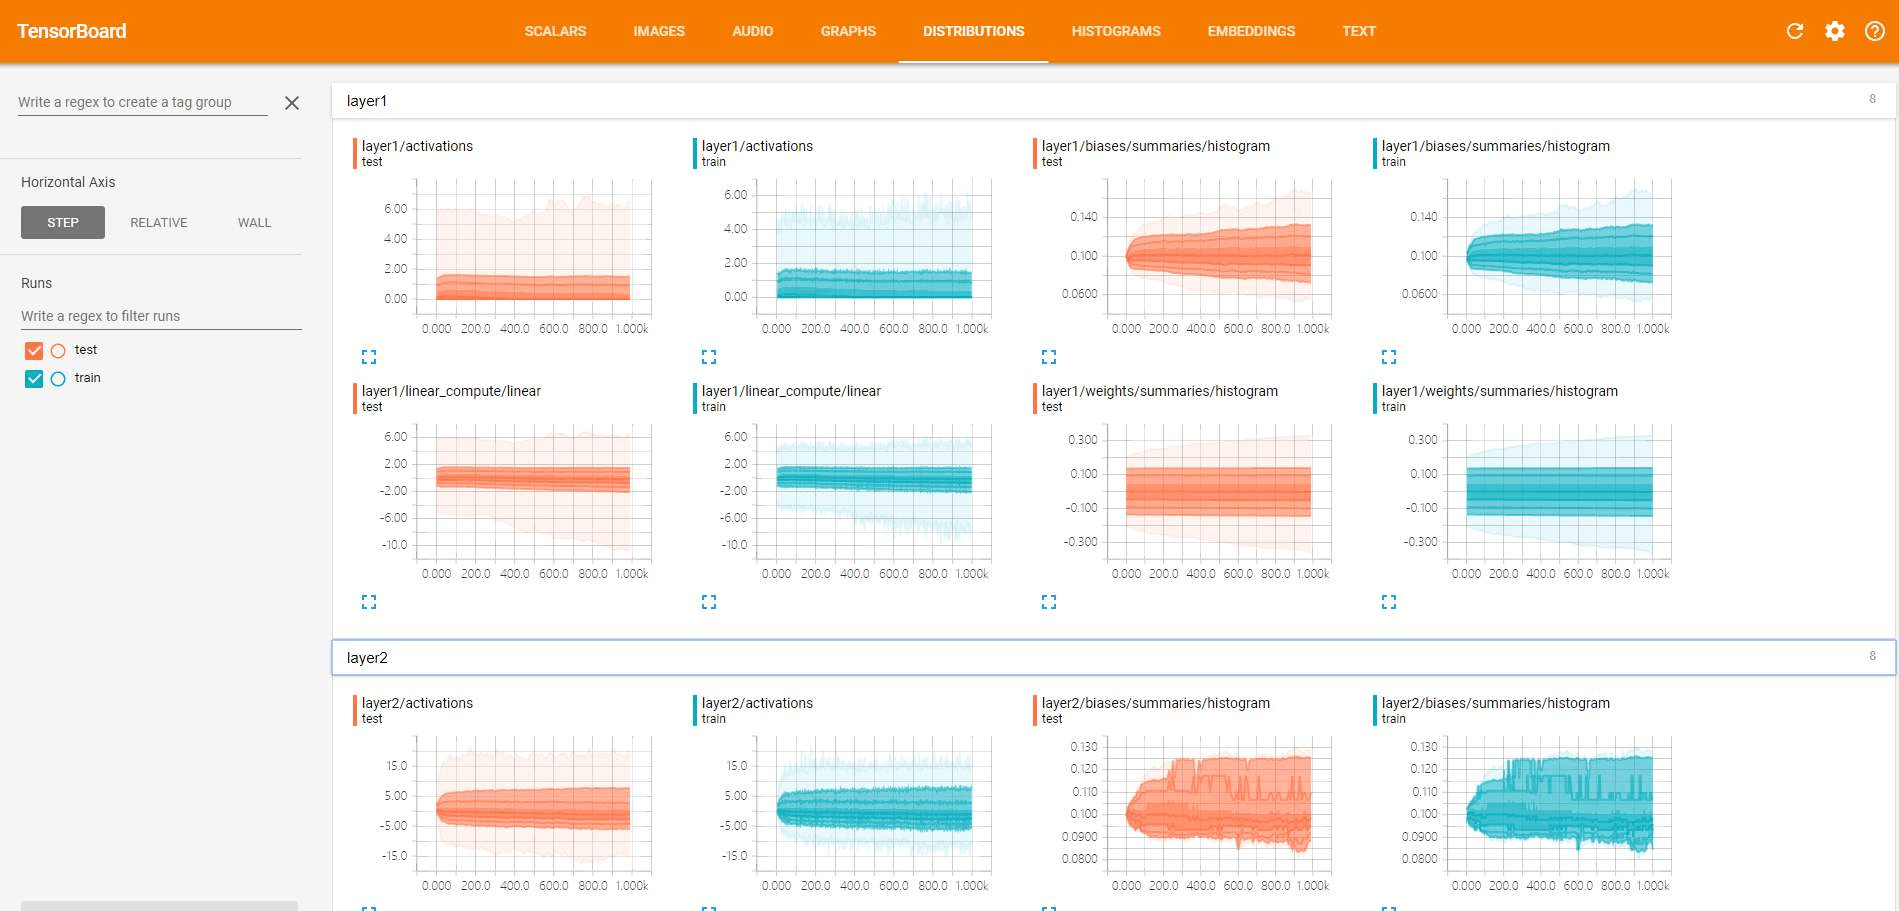 TensorBoard
SCALARS IMAGES AUDIO GRAPHS DISTRIBUTIONS HISTOGRAMS EMBEDDINGS TEXT
Write a regex to create a tag group
Horizontal Axis
STEP RELATIVE WALL
Runs
Write a regex to filter runs
test
train
layer1 8
layer1/activations
test
6.00
4.00
2.00
0.00
0.000 200.0 400.0 600.0 800.0 1.000k
layer1/activations
train
6.00
4.00
2.00
0.00
0.000 200.0 400.0 600.0 800.0 1.000k
layer1/biases/summaries/histogram
test
0.140
0.100
0.0600
0.000 200.0 400.0 600.0 800.0 1.000k
layer1/biases/summaries/histogram
train
0.140
0.100
0.0600
0.000 200.0 400.0 600.0 800.0 1.000k
layer1/linear_compute/linear
test
6.00
2.00
-2.00
-6.00
-10.0
0.000 200.0 400.0 600.0 800.0 1.000k
layer1/linear_compute/linear
train
6.00
2.00
-2.00
-6.00
-10.0
0.000 200.0 400.0 600.0 800.0 1.000k
layer1/weights/summaries/histogram
test
0.300
0.100
-0.100
-0.300
0.000 200.0 400.0 600.0 800.0 1.000k
layer1/weights/summaries/histogram
train
0.300
0.100
-0.100
-0.300
0.000 200.0 400.0 600.0 800.0 1.000k
layer2 8
layer2/activations
test
15.0
5.00
-5.00
-15.0
0.000 200.0 400.0 600.0 800.0 1.000k
layer2/activations
train
15.0
5.00
-5.00
-15.0
0.000 200.0 400.0 600.0 800.0 1.000k
layer2/biases/summaries/histogram
test
0.130
0.120
0.110
0.100
0.0900
0.0800
0.000 200.0 400.0 600.0 800.0 1.000k
layer2/biases/summaries/histogram
train
0.130
0.120
0.110
0.100
0.0900
0.0800
0.000 200.0 400.0 600.0 800.0 1.000k